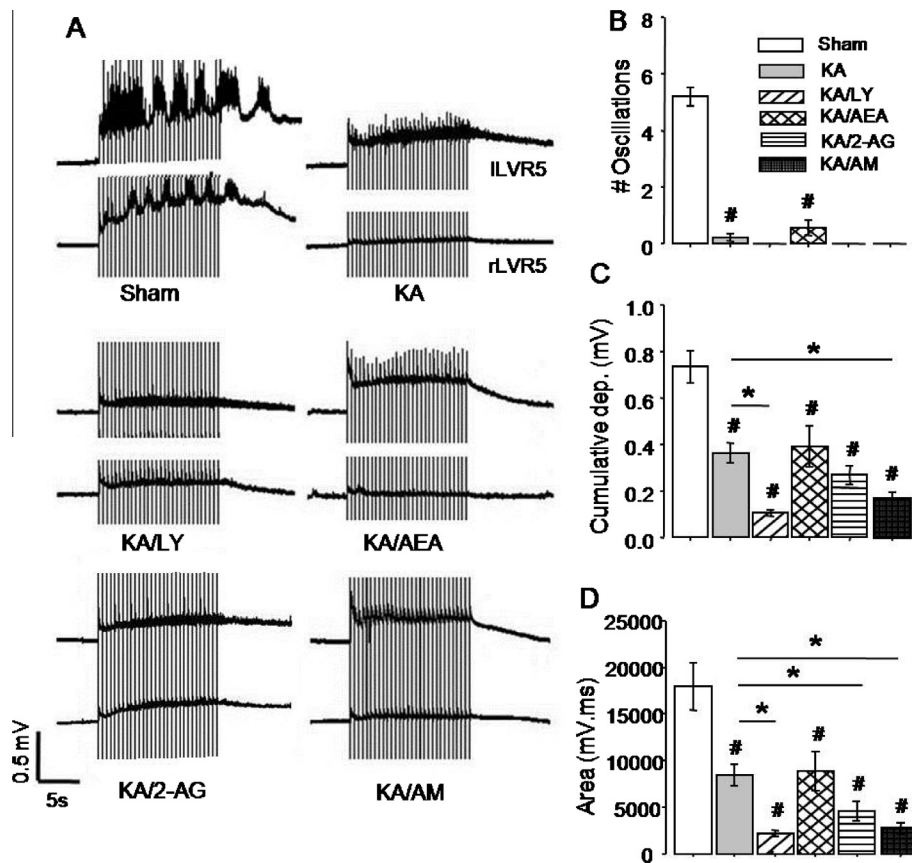 A
lLVR5
rLVR5
Sham
KA
KA/LY
KA/AEA
KA/2-AG
KA/AM
0.5 mV
5s
B
# Oscillations
8
6
4
2
0
Sham
KA
KA/LY
KA/AEA
KA/2-AG
KA/AM
#
#
C
Cumulative dep. (mV)
0.8
0.6
0.4
0.2
0.0
*
*
#
#
#
#
#
D
Area (mV.ms)
25000
20000
15000
10000
5000
0
*
*
*
#
#
#
#
#